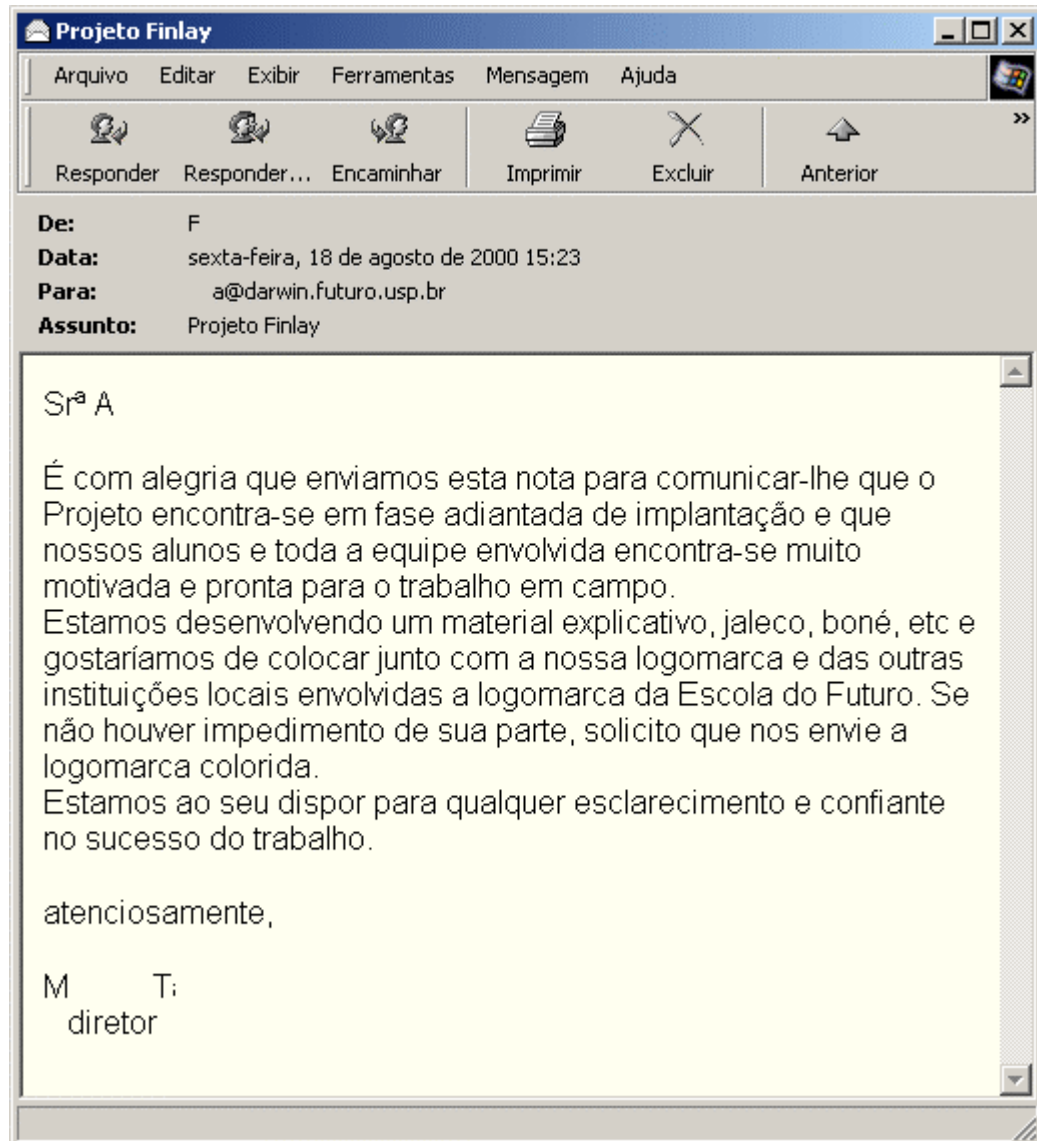 Projeto Finlay
Arquivo Editar Exibir Ferramentas Mensagem Ajuda
Responder Responder... Encaminhar Imprimir Excluir Anterior »
De: F
Data: sexta-feira, 18 de agosto de 2000 15:23
Para: a@darwin.futuro.usp.br
Assunto: Projeto Finlay
Srª A
É com alegria que enviamos esta nota para comunicar-lhe que o
Projeto encontra-se em fase adiantada de implantação e que
nossos alunos e toda a equipe envolvida encontra-se muito
motivada e pronta para o trabalho em campo.
Estamos desenvolvendo um material explicativo, jaleco, boné, etc e
gostaríamos de colocar junto com a nossa logomarca e das outras
instituições locais envolvidas a logomarca da Escola do Futuro. Se
não houver impedimento de sua parte, solicito que nos envie a
logomarca colorida.
Estamos ao seu dispor para qualquer esclarecimento e confiante
no sucesso do trabalho.
atenciosamente,
M T
diretor